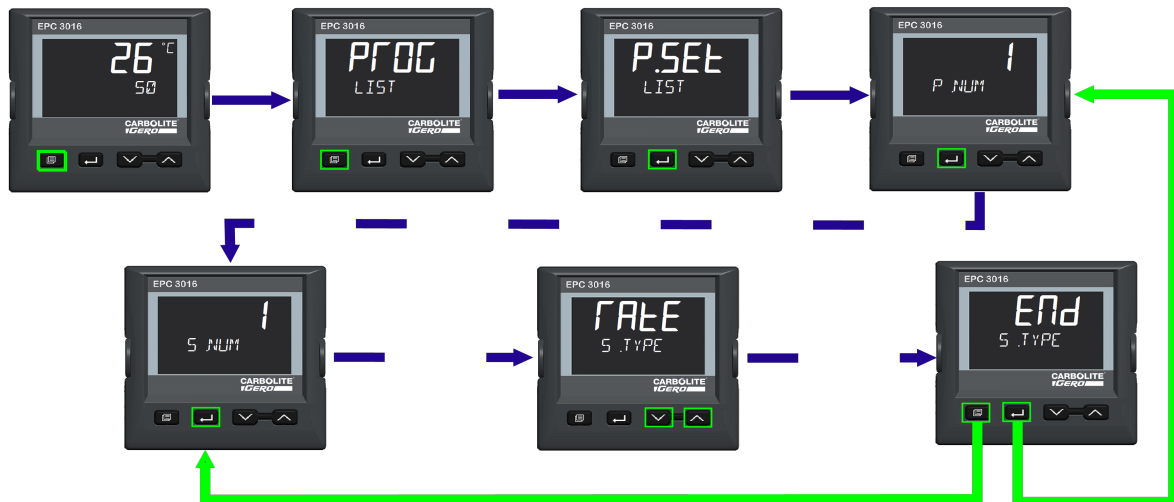 EPC 3016
26 °C
50
CARBOLITE
GERO
EPC 3016
PrOG
LIST
CARBOLITE
GERO
EPC 3016
P.SEt
LIST
CARBOLITE
GERO
EPC 3016
1
P .NUM
CARBOLITE
GERO
EPC 3016
1
S .NUM
CARBOLITE
GERO
EPC 3016
rAtE
S .TYPE
CARBOLITE
GERO
EPC 3016
End
S .TYPE
CARBOLITE
GERO